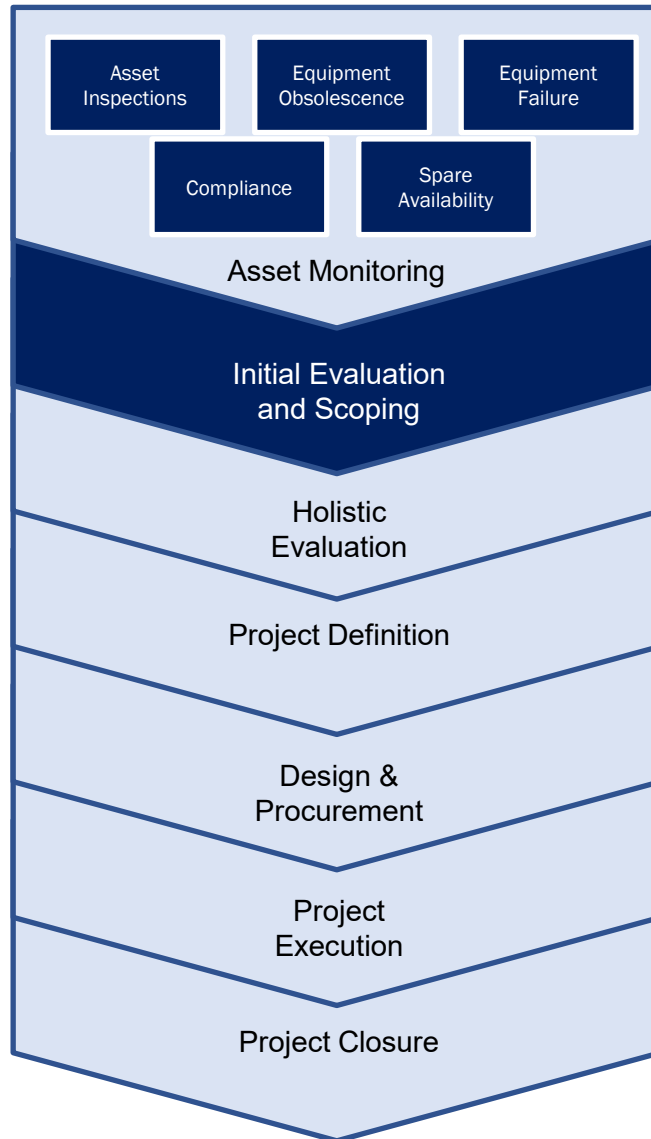 Asset
Inspections
Equipment
Obsolescence
Equipment
Failure
Compliance
Spare
Availability
Asset Monitoring
Initial Evaluation
and Scoping
Holistic
Evaluation
Project Definition
Design &
Procurement
Project
Execution
Project Closure